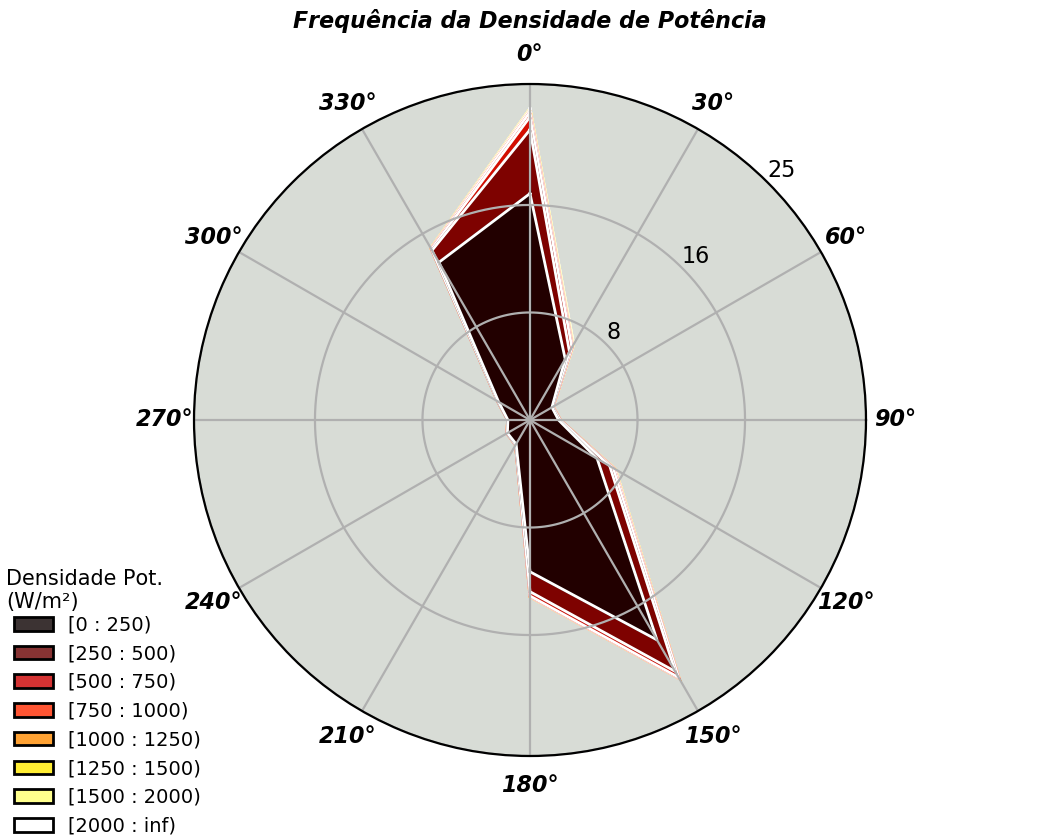 Frequência da Densidade de Potência
0°
330°
30°
25
300°
60°
16
8
270°
90°
240°
120°
210°
150°
180°
Densidade Pot.
(W/m²)
[0 : 250)
[250 : 500)
[500 : 750)
[750 : 1000)
[1000 : 1250)
[1250 : 1500)
[1500 : 2000)
[2000 : inf)